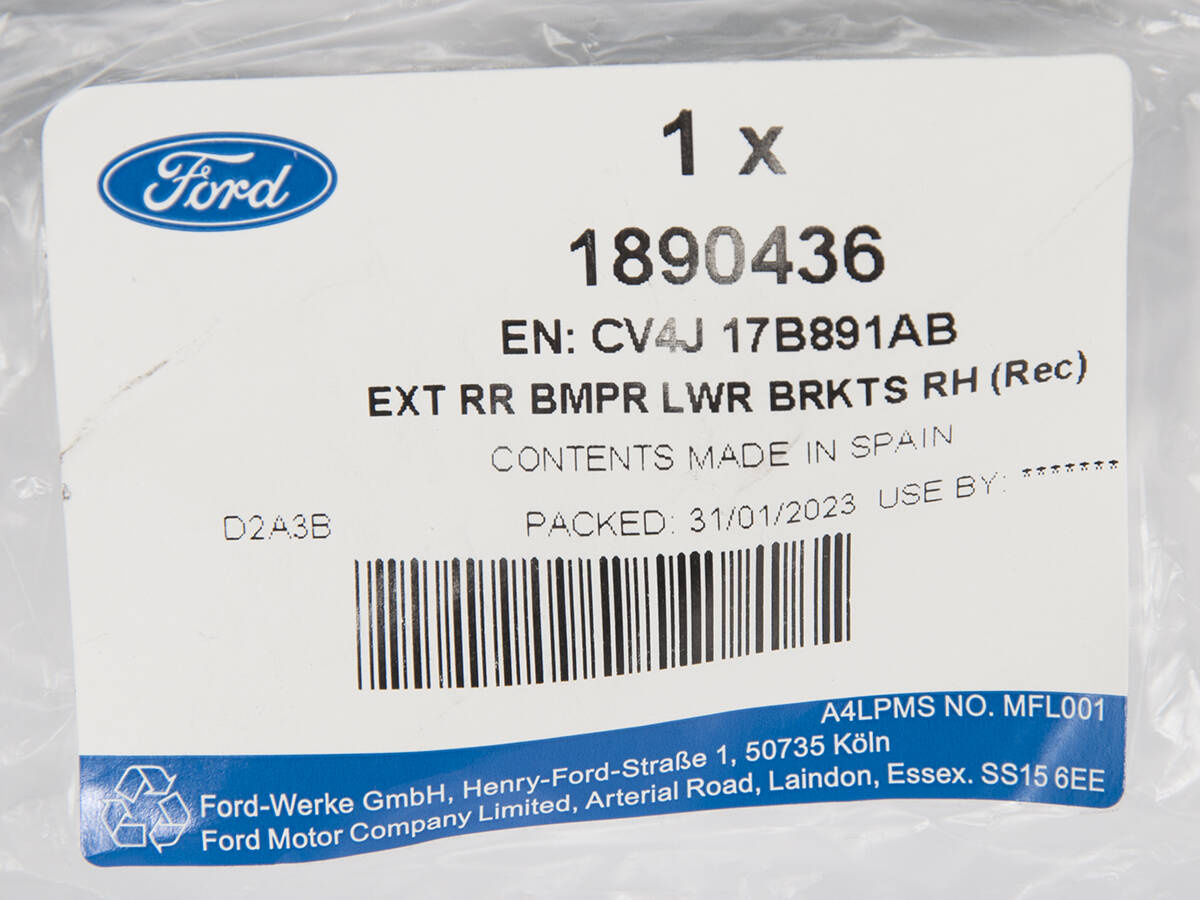 Ford
1 x
1890436
EN: CV4J 17B891AB
EXT RR BMPR LWR BRKTS RH (Rec)
CONTENTS MADE IN SPAIN
D2A3B PACKED: 31/01/2023 USE BY: *******
A4LPMS NO. MFL001
Ford-Werke GmbH, Henry-Ford-Straße 1, 50735 Köln
Ford Motor Company Limited, Arterial Road, Laindon, Essex. SS15 6EE